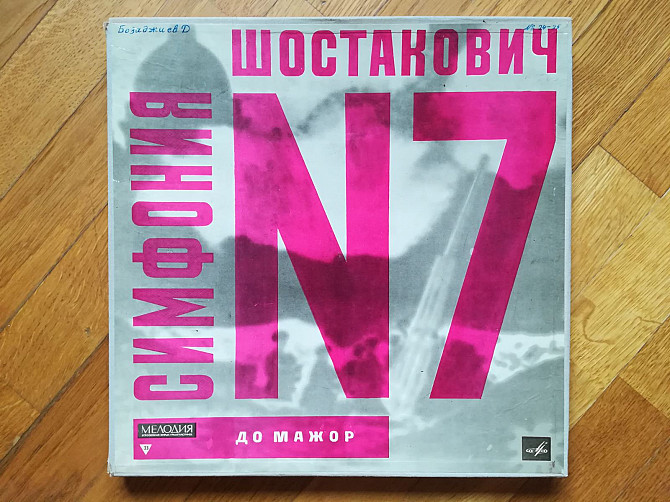 Бозаджиев Д
ШОСТАКОВИЧ
СИМФОНИЯ
N7
ДО МАЖОР
МЕЛОДИЯ